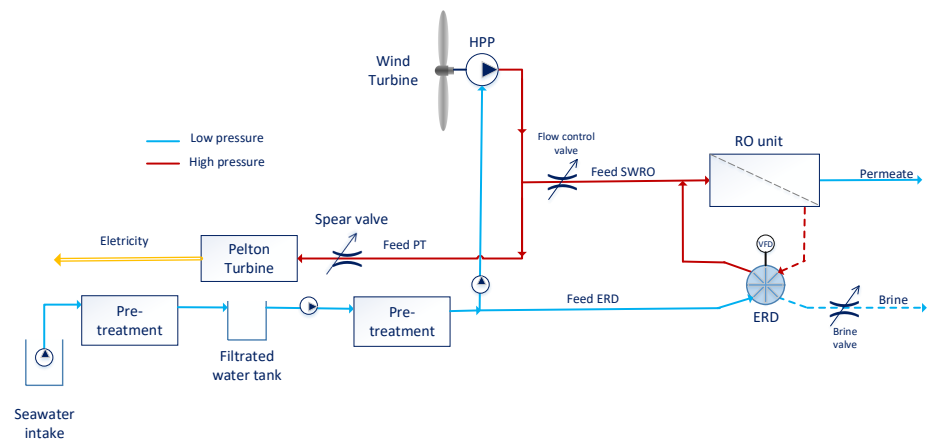 HPP
Wind
Turbine
Low pressure
High pressure
Flow control
valve
RO unit
Feed SWRO
Permeate
Spear valve
Eletricity
Pelton
Turbine
Feed PT
VFD
Pre-
treatment
Filtrated
water tank
Pre-
treatment
Feed ERD
ERD
Brine
Brine
valve
Seawater
intake